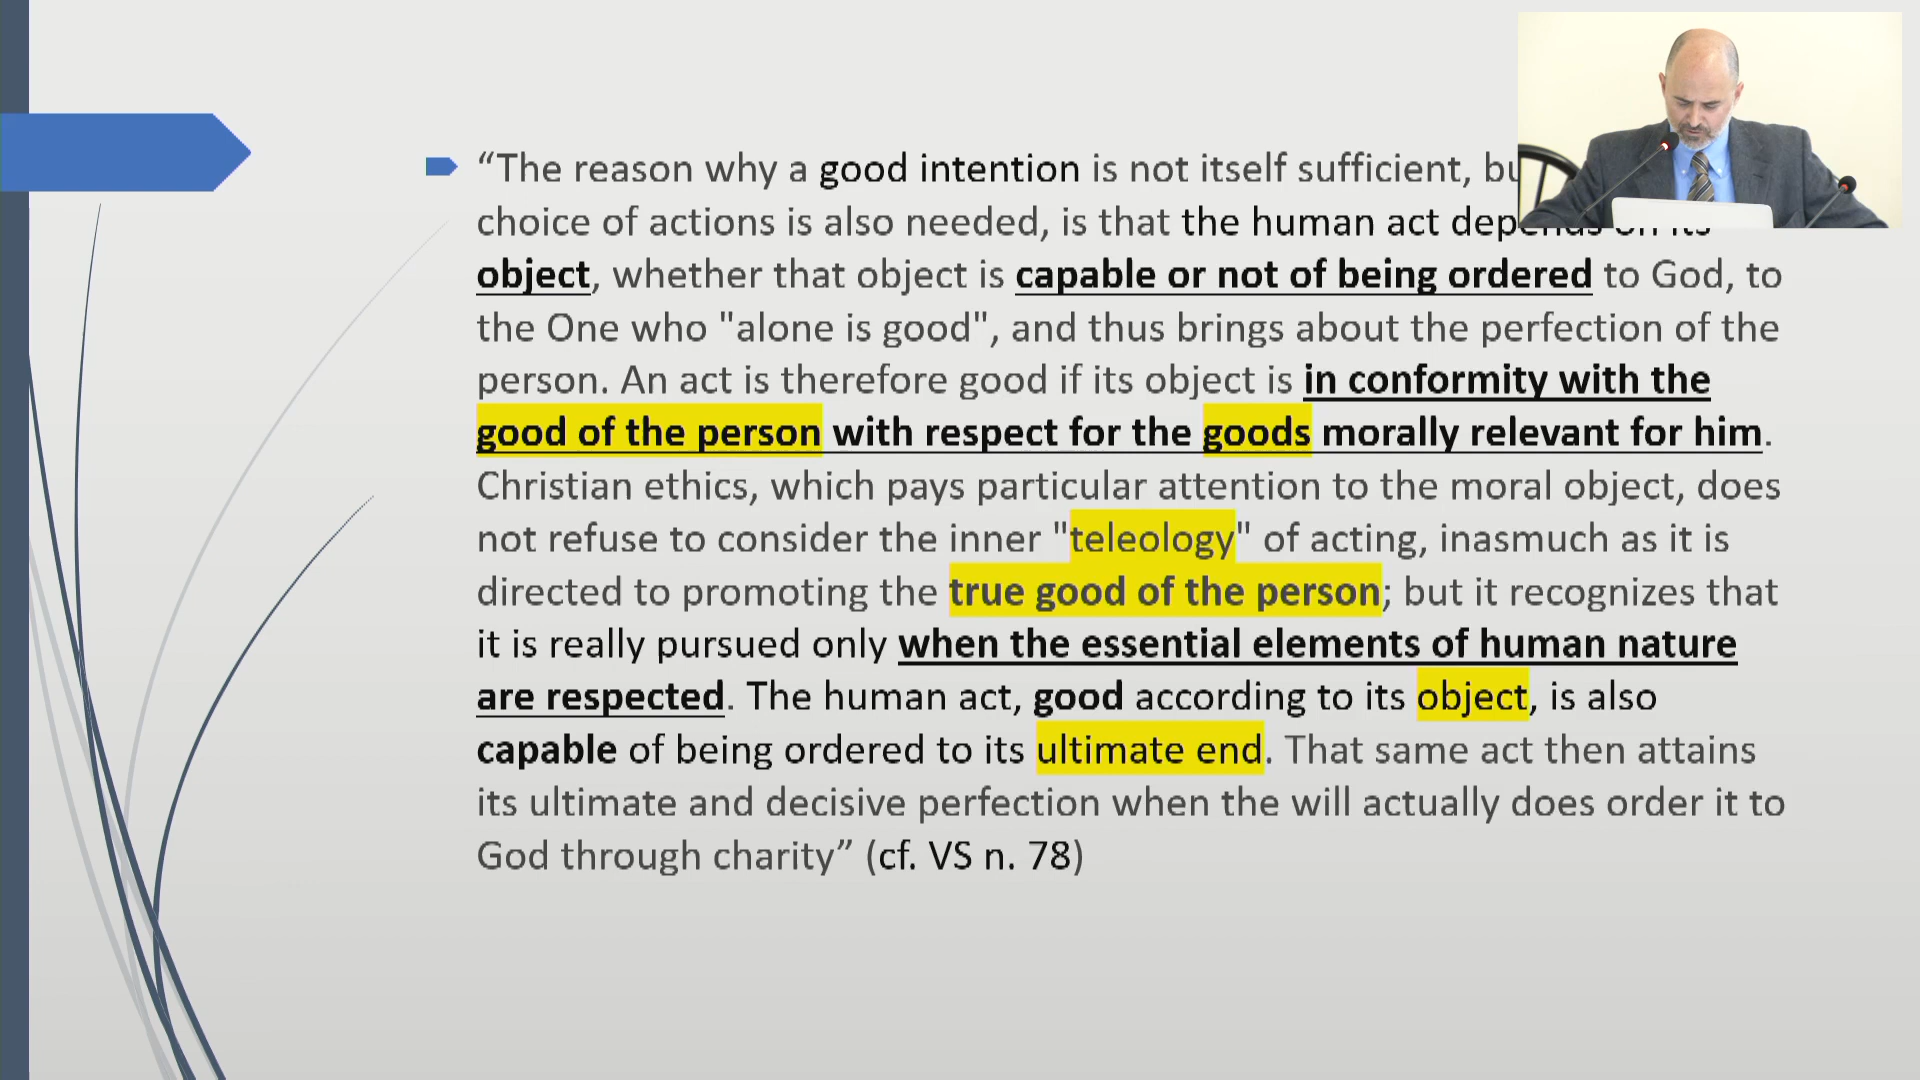 “The reason why a good intention is not itself sufficient,
choice of actions is also needed, is that the human act depends on its
object, whether that object is capable or not of being ordered to God, to
the One who "alone is good", and thus brings about the perfection of the
person. An act is therefore good if its object is in conformity with the
good of the person with respect for the goods morally relevant for him.
Christian ethics, which pays particular attention to the moral object, does
not refuse to consider the inner "teleology" of acting, inasmuch as it is
directed to promoting the true good of the person; but it recognizes that
it is really pursued only when the essential elements of human nature
are respected. The human act, good according to its object, is also
capable of being ordered to its ultimate end. That same act then attains
its ultimate and decisive perfection when the will actually does order it to
God through charity” (cf. VS n. 78)